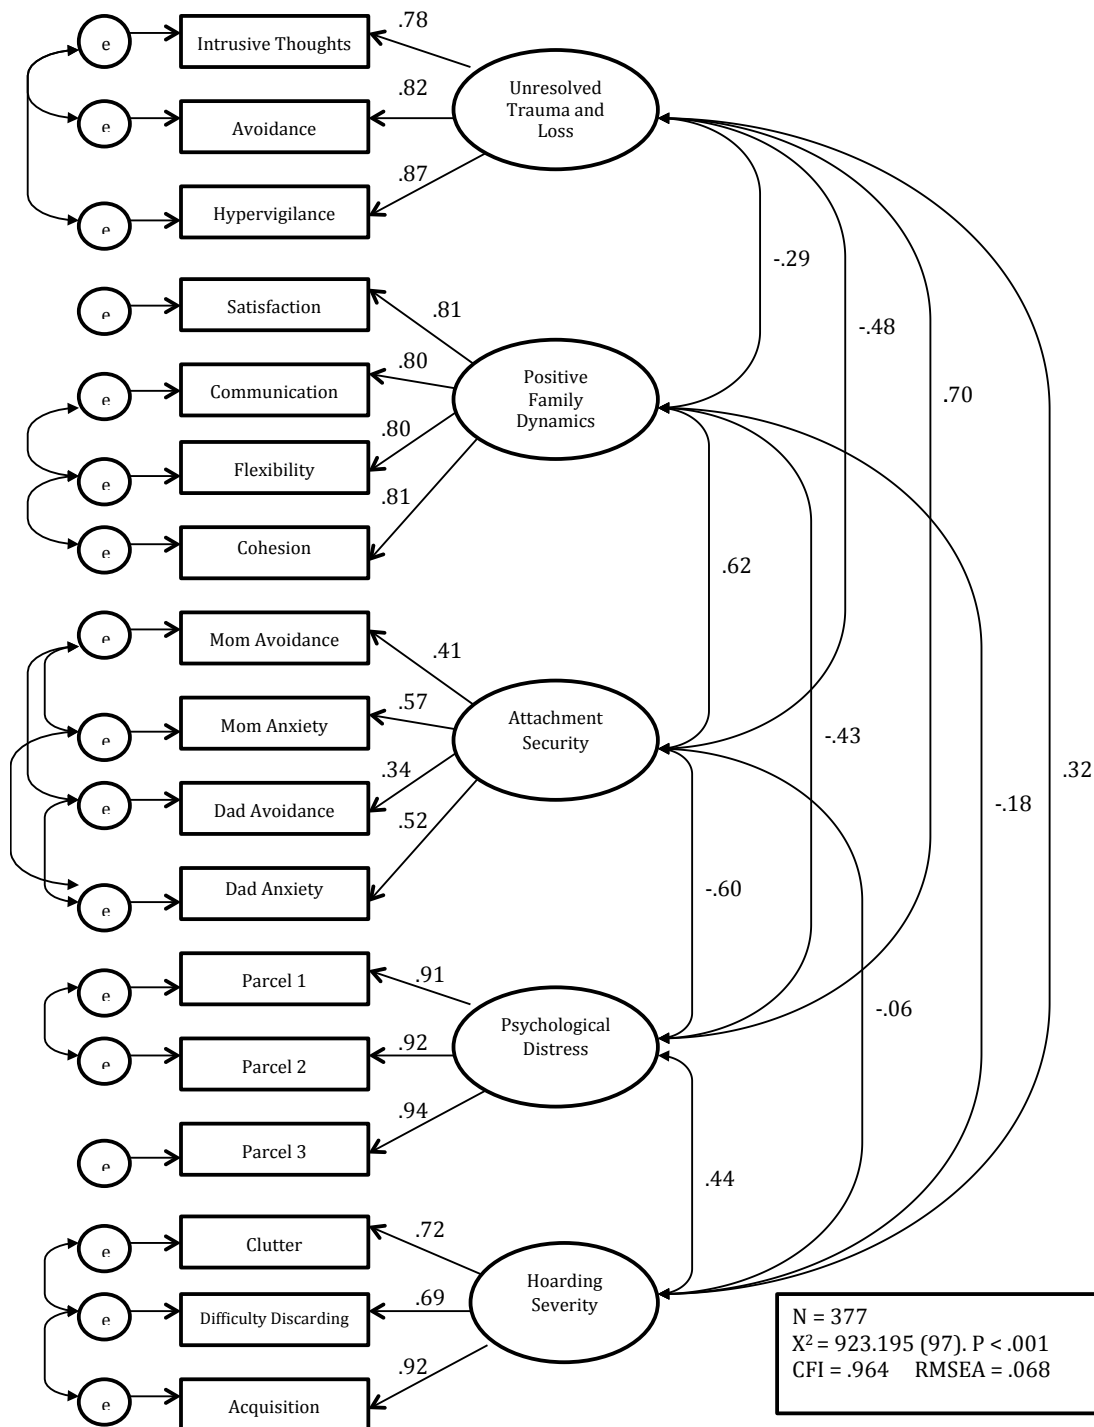 e
Intrusive Thoughts
.78
Unresolved
Trauma and
Loss
e
Avoidance
.82
e
Hypervigilance
.87
-.29
-.48
.70
.32
e
Satisfaction
.81
Positive
Family
Dynamics
e
Communication
.80
e
Flexibility
.80
e
Cohesion
.81
.62
-.43
-.18
e
Mom Avoidance
.41
Attachment
Security
e
Mom Anxiety
.57
e
Dad Avoidance
.34
e
Dad Anxiety
.52
-.60
-.06
e
Parcel 1
.91
Psychological
Distress
e
Parcel 2
.92
e
Parcel 3
.94
.44
e
Clutter
.72
Hoarding
Severity
e
Difficulty Discarding
.69
e
Acquisition
.92
N = 377
X² = 923.195 (97). P < .001
CFI = .964 RMSEA = .068